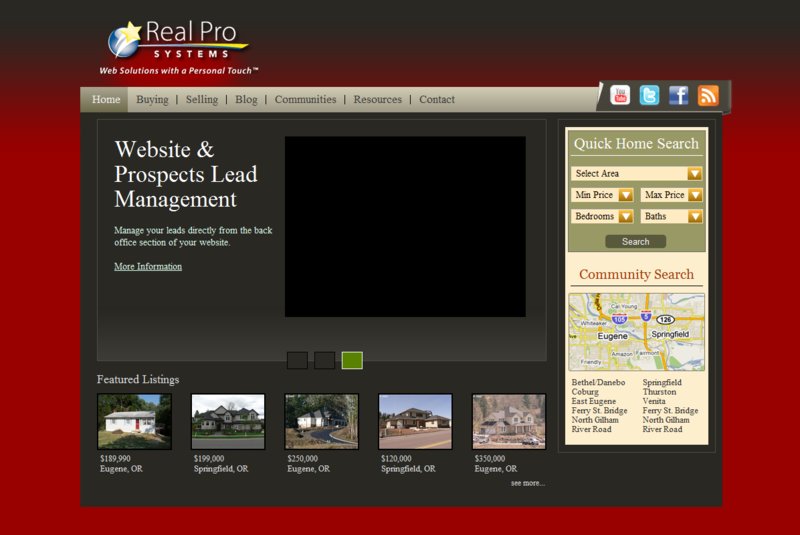 Real Pro
SYSTEMS
Web Solutions with a Personal Touch™
Home
Buying | Selling | Blog | Communities | Resources | Contact
You
Tube
Website &
Prospects Lead
Management
Manage your leads directly from the back
office section of your website.
More Information
Quick Home Search
Select Area
Min Price
Max Price
Bedrooms
Baths
Search
Community Search
Cal Young
105
5
126
Whiteaker
Eugene
Springfield
Amazon
Fairmont
Friendly
Bethel/Danebo
Coburg
East Eugene
Ferry St. Bridge
North Gilham
River Road
Springfield
Thurston
Venita
Ferry St. Bridge
North Gilham
River Road
Featured Listings
$189,990
Eugene, OR
$199,000
Springfield, OR
$250,000
Eugene, OR
$120,000
Springfield, OR
$350,000
Eugene, OR
see more...